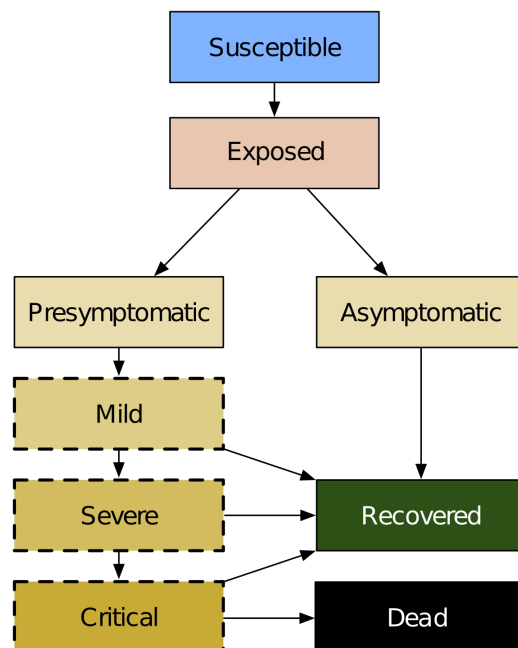 Susceptible
Exposed
Presymptomatic
Asymptomatic
Mild
Severe
Recovered
Critical
Dead